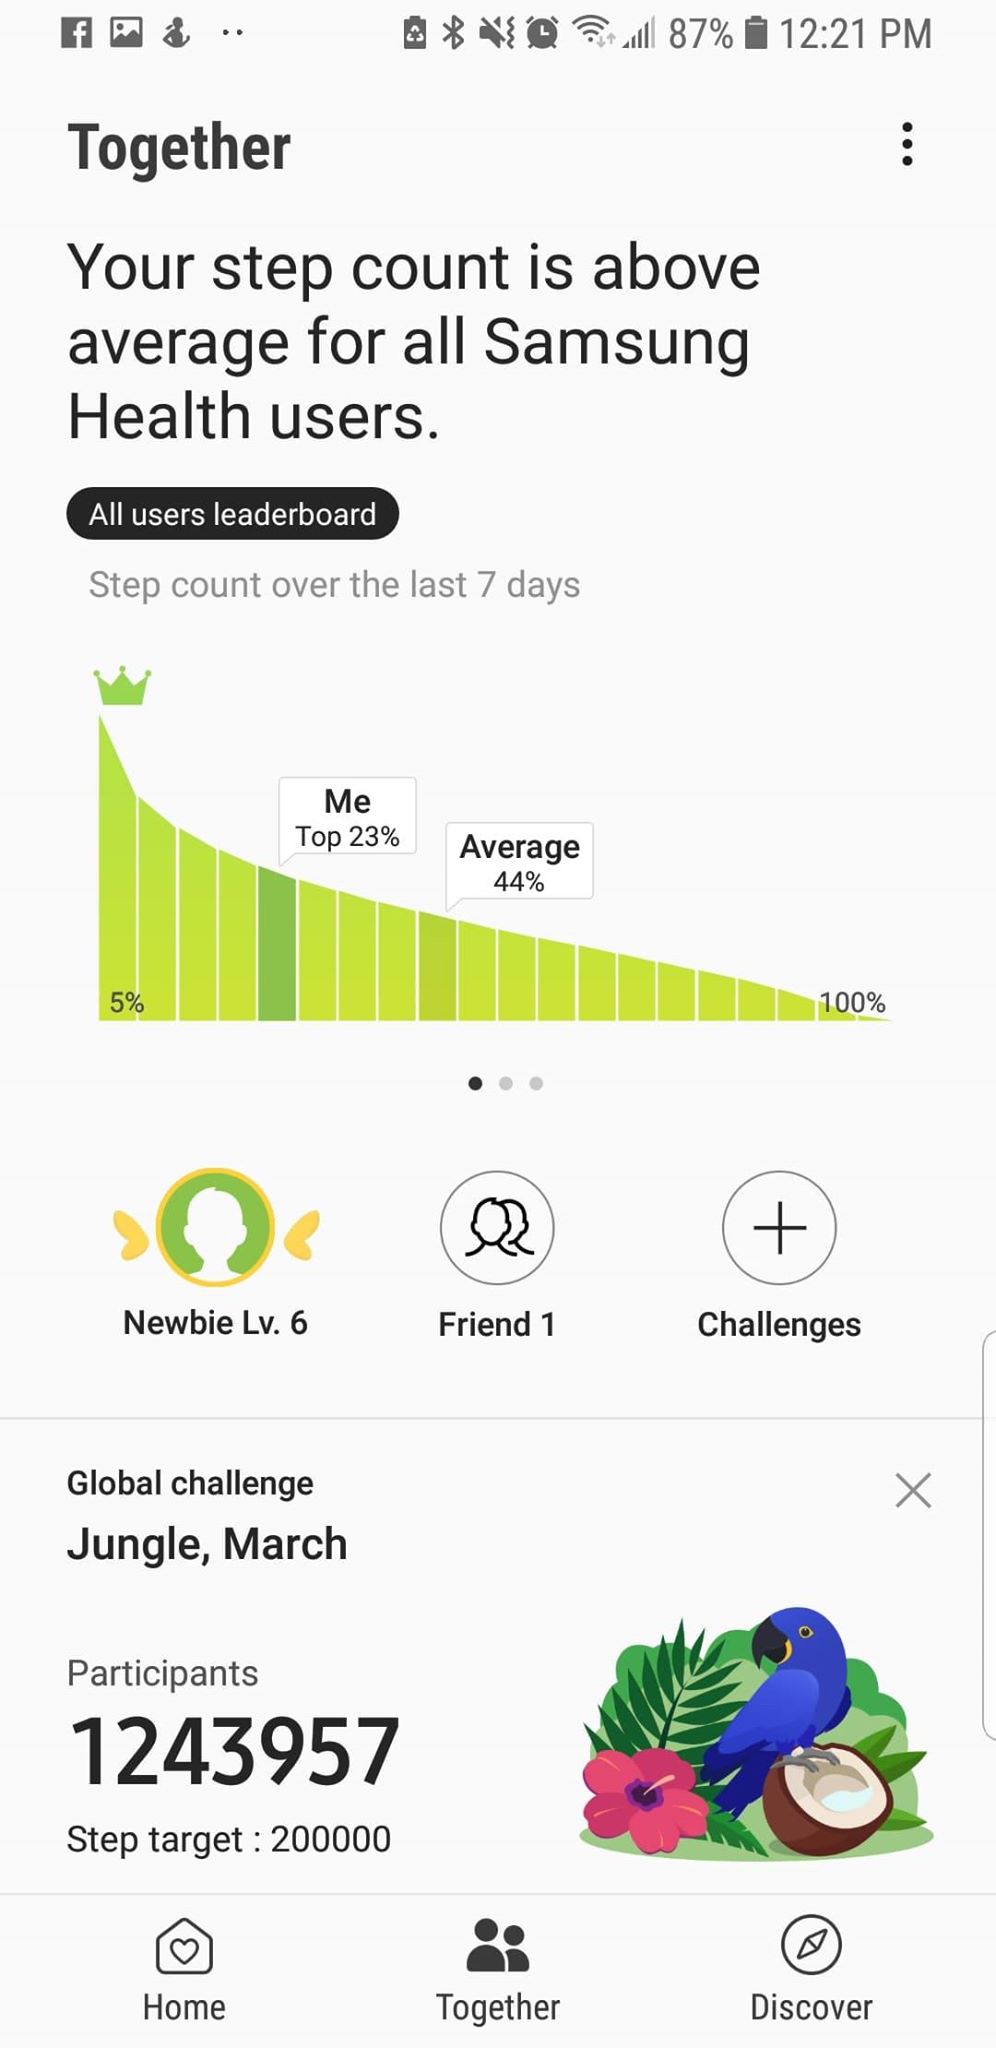 87% 12:21 PM
Together
Your step count is above
average for all Samsung
Health users.
All users leaderboard
Step count over the last 7 days
Me
Top 23%
Average
44%
5%
100%
Newbie Lv. 6
Friend 1
Challenges
Global challenge
Jungle, March
Participants
1243957
Step target : 200000
Home
Together
Discover